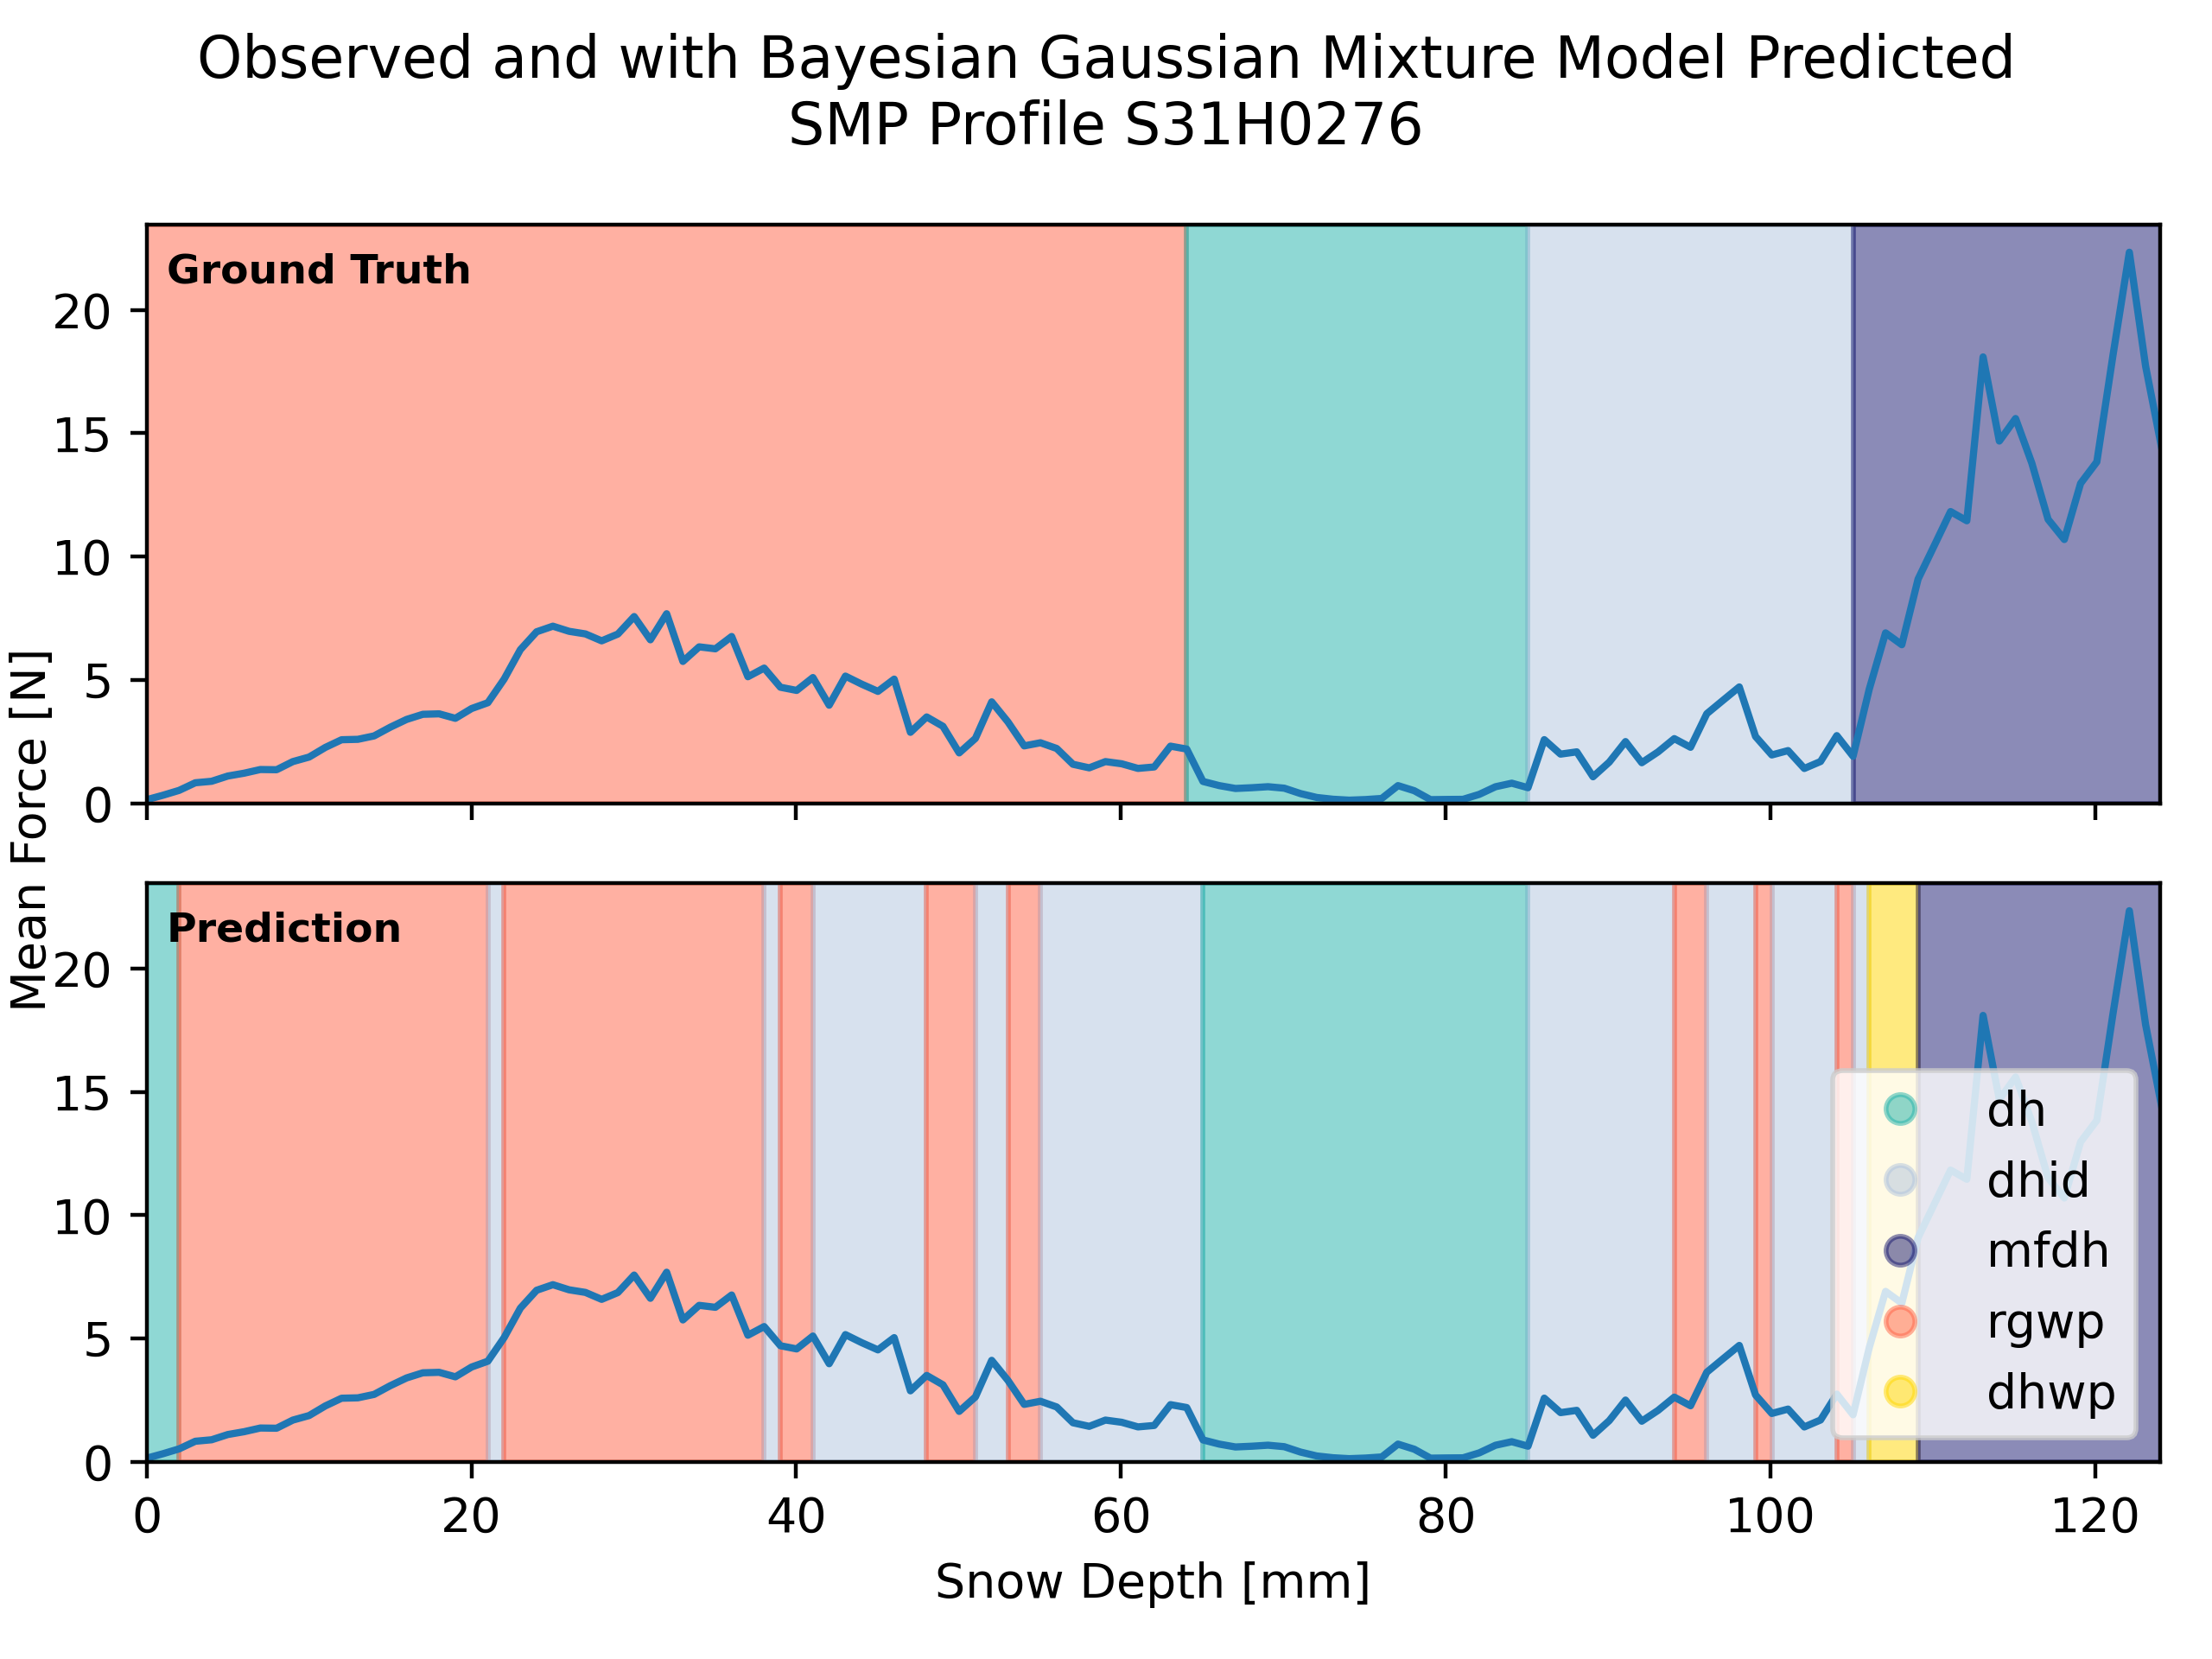 Observed and with Bayesian Gaussian Mixture Model Predicted
SMP Profile S31H0276
Ground Truth
20
15
10
5
0
Mean Force [N]
Prediction
20
15
10
5
0
dh
dhid
mfdh
rgwp
dhwp
0 20 40 60 80 100 120
Snow Depth [mm]